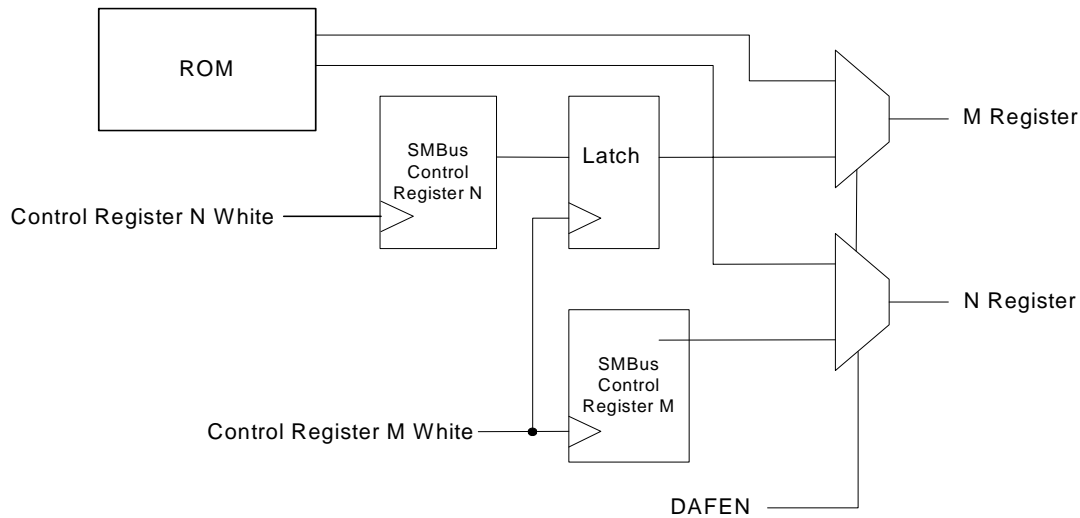 ROM
M Register
SMBus
Control
Register N
Latch
Control Register N White
N Register
SMBus
Control
Register M
Control Register M White
DAFEN